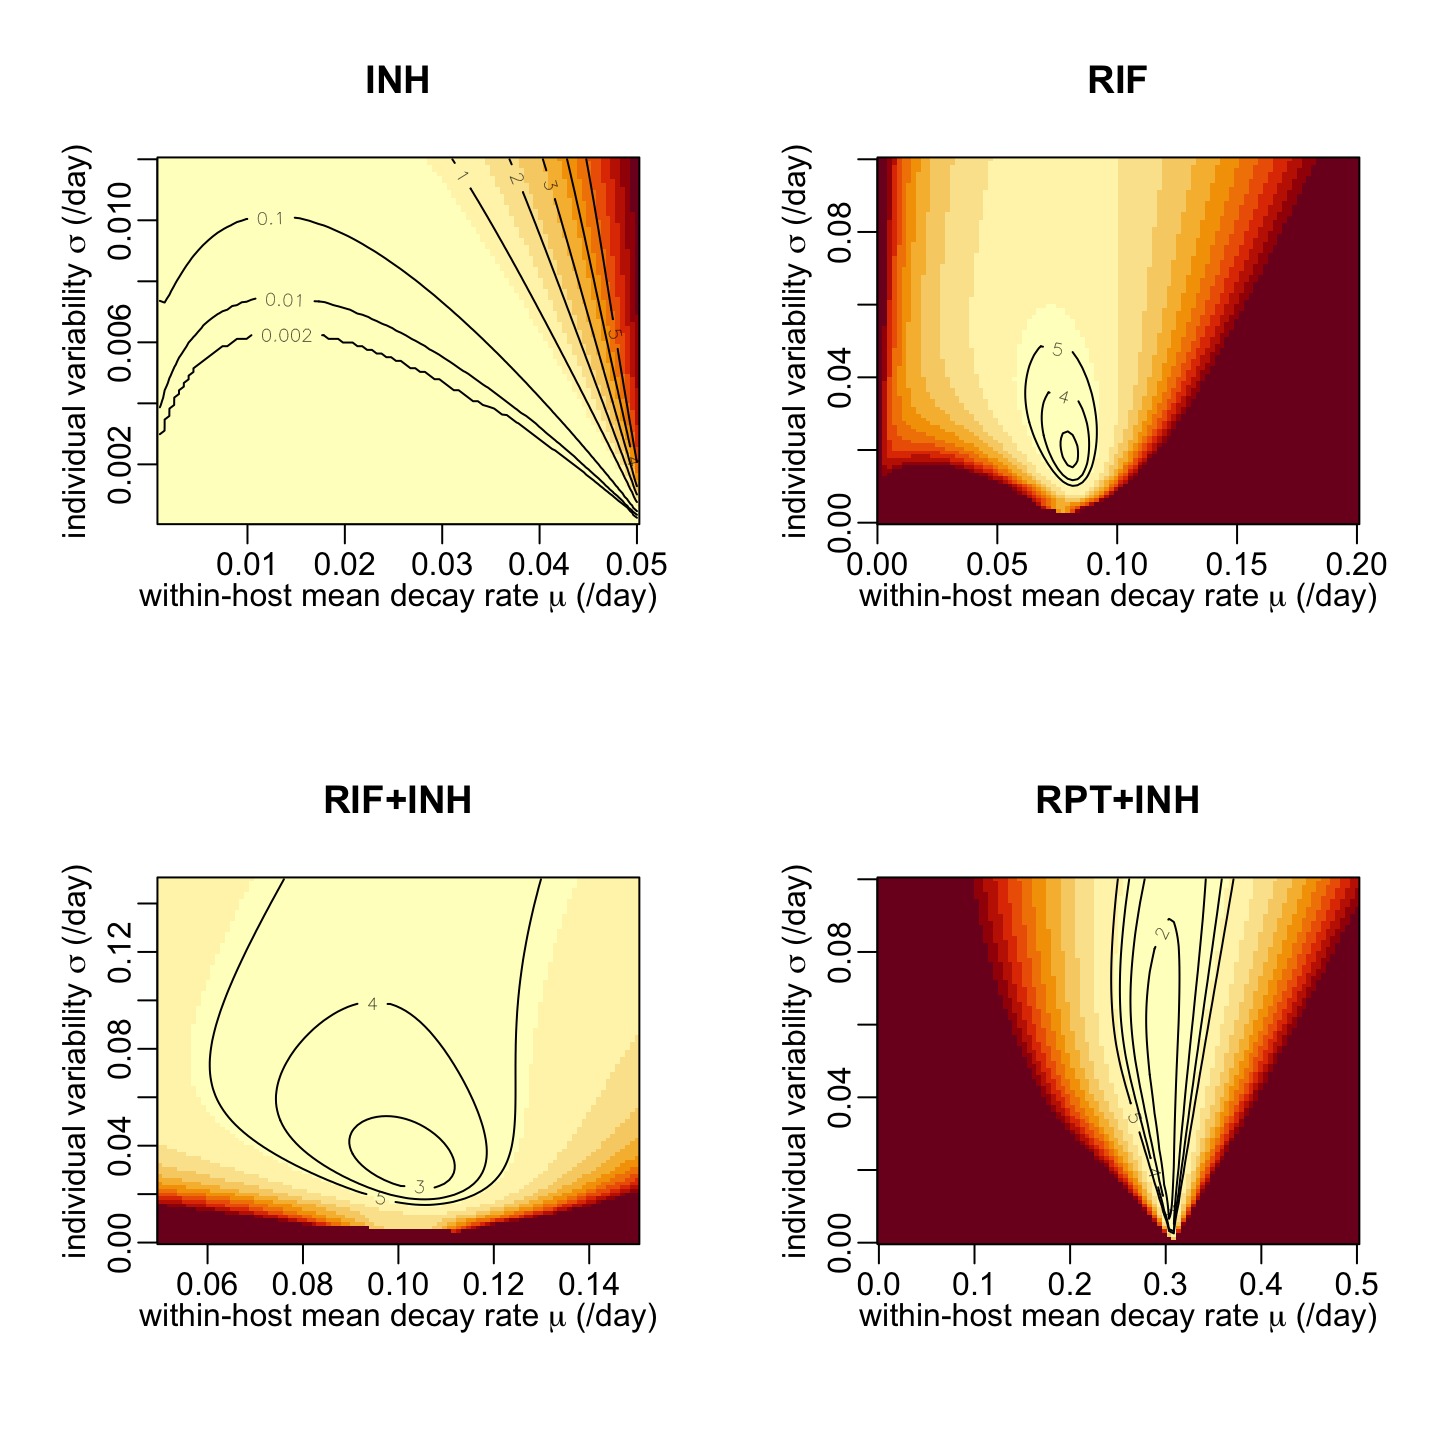 INH
individual variability σ (/day)
0.010
0.006
0.002
0.1
0.01
0.002
1
2
3
5
0.01 0.02 0.03 0.04 0.05
within-host mean decay rate μ (/day)
RIF
individual variability σ (/day)
0.08
0.04
0.00
5
4
0.00 0.05 0.10 0.15 0.20
within-host mean decay rate μ (/day)
RIF+INH
individual variability σ (/day)
0.12
0.08
0.04
0.00
4
3
5
0.06 0.08 0.10 0.12 0.14
within-host mean decay rate μ (/day)
RPT+INH
individual variability σ (/day)
0.08
0.04
0.00
2
5
4
0.0 0.1 0.2 0.3 0.4 0.5
within-host mean decay rate μ (/day)